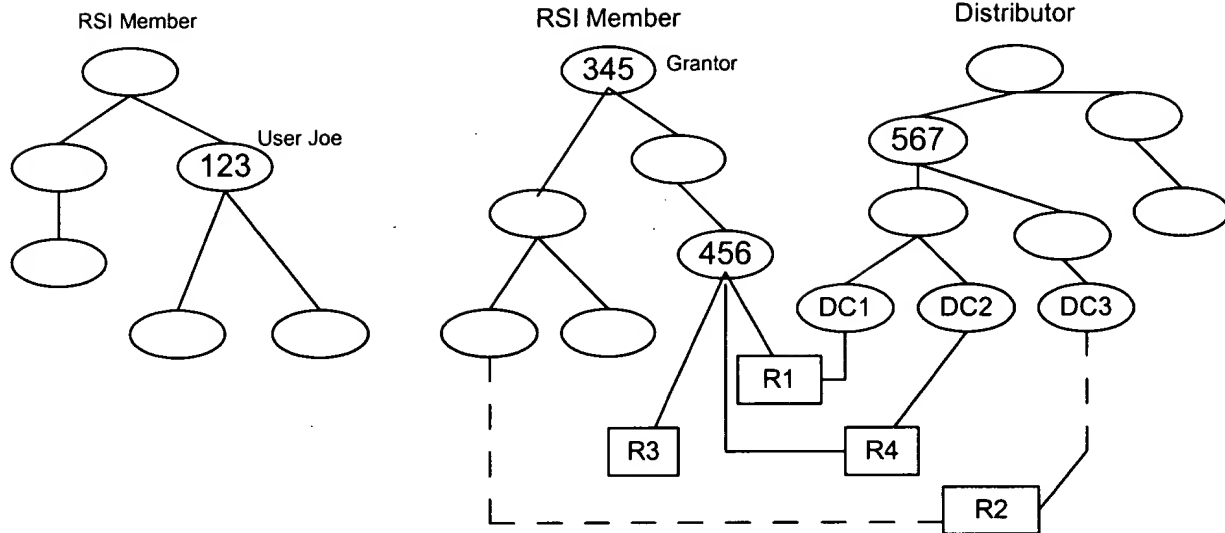 RSI Member
RSI Member
Distributor
345
Grantor
User Joe
123
567
456
DC1
DC2
DC3
R1
R3
R4
R2